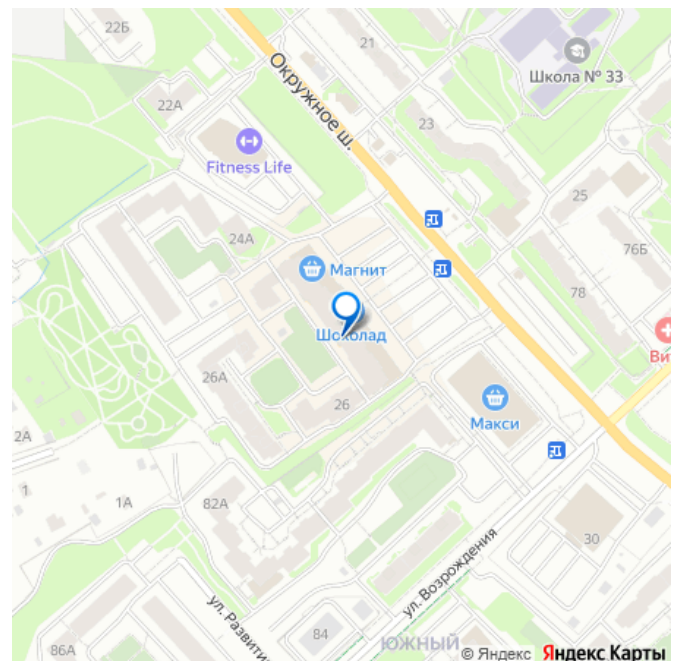 22Б
21
Школа № 33
Окружное ш.
22А
23
Fitness Life
25
24А
76Б
Магнит
78
Шоколад
Ви
26А
26
Макси
2А
1
1А
82А
30
ул. Возрождения
ул. Развити
84
ЮЖНЫЙ
86А
© Яндекс Яндекс Карты